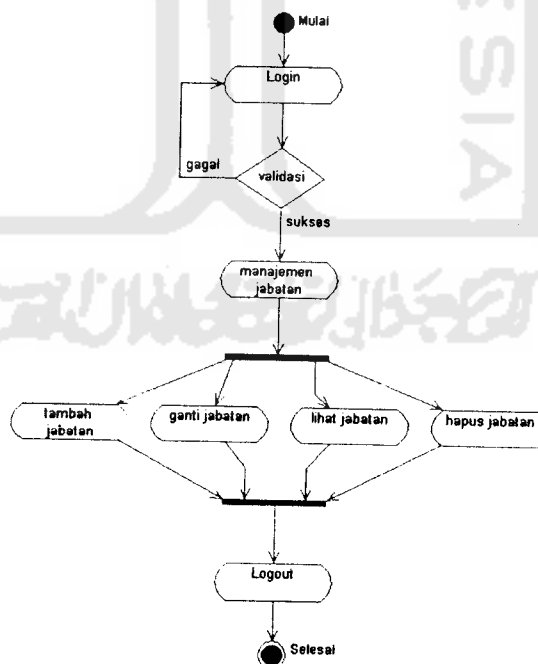 Mulai
Login
gagal
validasi
sukses
manajemen
jabatan
tambah
jabatan
ganti jabatan
lihat jabatan
hapus jabatan
Logout
Selesai